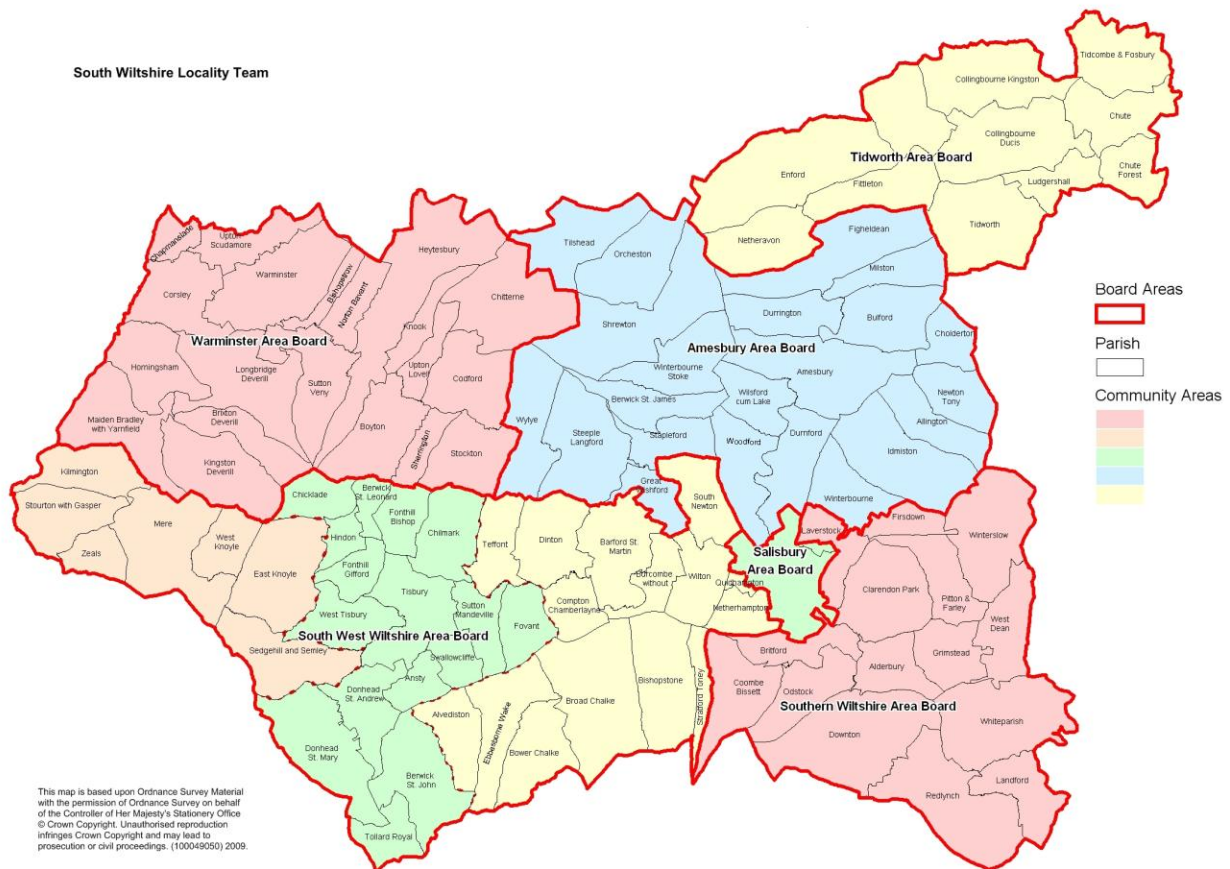 South Wiltshire Locality Team
Tidcombe & Fosbury
Collingbourne Kingston
Chute
Collingbourne
Ducis
Tidworth Area Board
Chute
Forest
Enford
Fittleton
Ludgershall
Tidworth
Netheravon
Figheldean
Tilshead
Orcheston
Milston
Durrington
Bulford
Shrewton
Cholderton
Amesbury Area Board
Winterbourne
Stoke
Amesbury
Berwick St. James
Wilsford
cum Lake
Newton
Tony
Allington
Wylye
Steeple
Langford
Stapleford
Woodford
Durnford
Idmiston
Great
Wishford
Winterbourne
Chapmanslade
Upton
Scudamore
Heytesbury
Warminster
Bishopstrow
Norton Bavant
Corsley
Chitterne
Knook
Warminster Area Board
Horningsham
Longbridge
Deverill
Upton
Lovell
Sutton
Veny
Codford
Maiden Bradley
with Yarnfield
Brixton
Deverill
Boyton
Sherrington
Stockton
Kingston
Deverill
Kilmington
Stourton with Gasper
Mere
West
Knoyle
Zeals
East Knoyle
Sedgehill and Semley
Chicklade
Berwick
St. Leonard
Fonthill
Bishop
Chilmark
Hindon
Fonthill
Gifford
Tisbury
West Tisbury
Sutton
Mandeville
Fovant
South West Wiltshire Area Board
Swallowcliffe
Ansty
Donhead
St. Andrew
Donhead
St. Mary
Berwick
St. John
Tollard Royal
Teffont
Dinton
Barford St.
Martin
South
Newton
Burcombe
without
Wilton
Quidhampton
Netherhampton
Compton
Chamberlayne
Alvediston
Ebbesborne Wake
Broad Chalke
Bower Chalke
Bishopstone
Stratford Toney
Salisbury
Area Board
Laverstock
Firsdown
Winterslow
Clarendon Park
Pitton &
Farley
West
Dean
Grimstead
Britford
Alderbury
Coombe
Bissett
Odstock
Southern Wiltshire Area Board
Whiteparish
Downton
Landford
Redlynch
Board Areas
Parish
Community Areas
This map is based upon Ordnance Survey Material
with the permission of Ordnance Survey on behalf
of the Controller of Her Majesty's Stationery Office
© Crown Copyright. Unauthorised reproduction
infringes Crown Copyright and may lead to
prosecution or civil proceedings. (100049050) 2009.